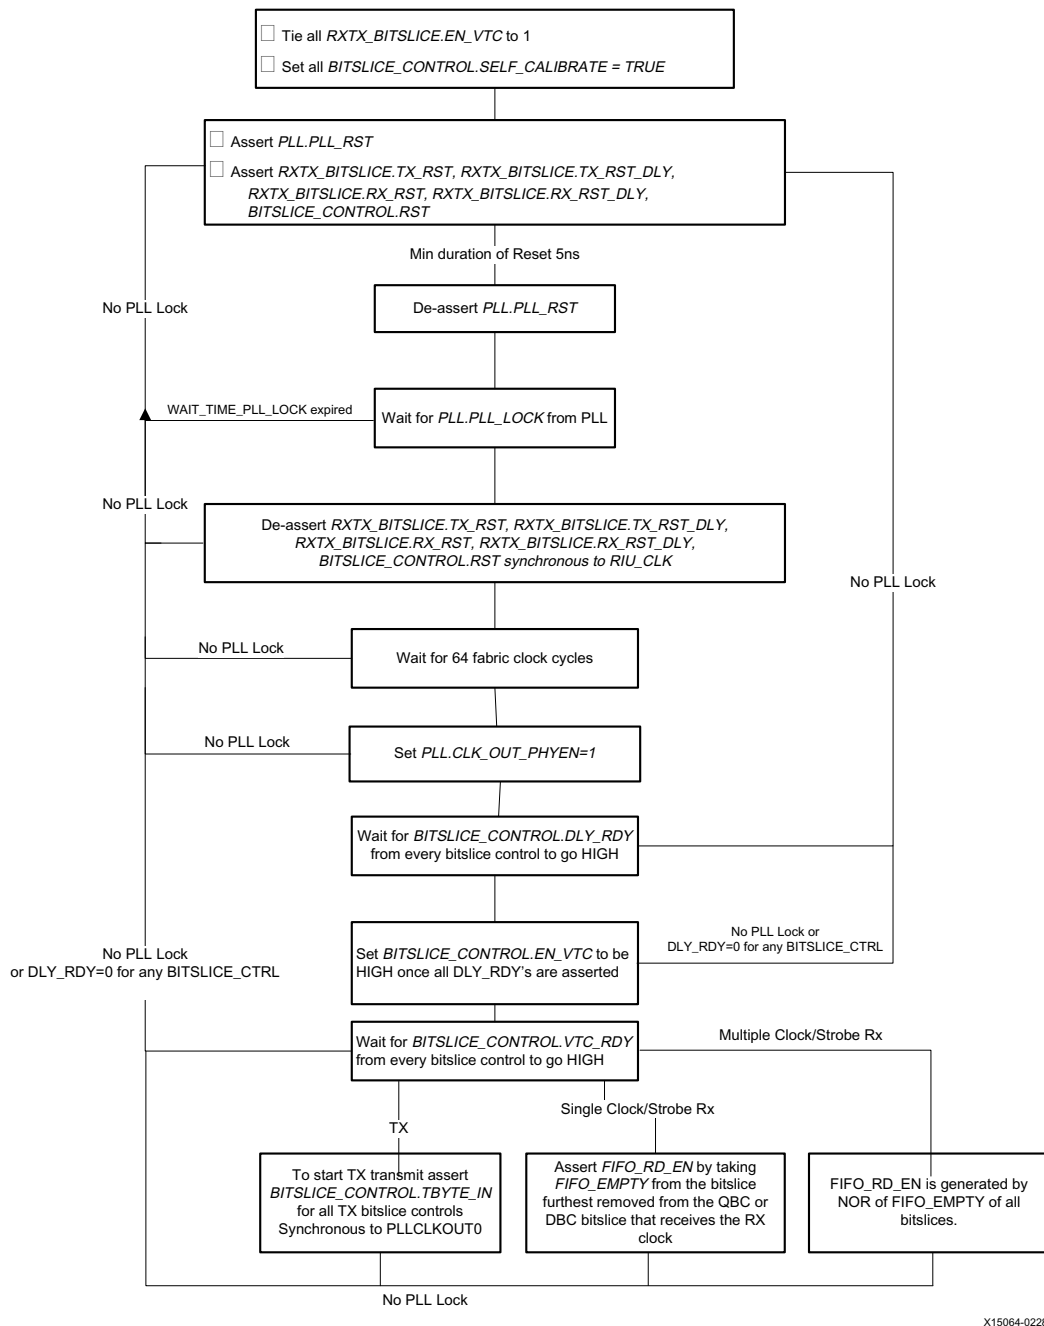 Tie all RXTX_BITSLICE.EN_VTC to 1
Set all BITSLICE_CONTROL.SELF_CALIBRATE = TRUE
Assert PLL.PLL_RST
Assert RXTX_BITSLICE.TX_RST, RXTX_BITSLICE.TX_RST_DLY,
RXTX_BITSLICE.RX_RST, RXTX_BITSLICE.RX_RST_DLY,
BITSLICE_CONTROL.RST
Min duration of Reset 5ns
No PLL Lock
De-assert PLL.PLL_RST
WAIT_TIME_PLL_LOCK expired
Wait for PLL.PLL_LOCK from PLL
No PLL Lock
De-assert RXTX_BITSLICE.TX_RST, RXTX_BITSLICE.TX_RST_DLY,
RXTX_BITSLICE.RX_RST, RXTX_BITSLICE.RX_RST_DLY,
BITSLICE_CONTROL.RST synchronous to RIU_CLK
No PLL Lock
No PLL Lock
Wait for 64 fabric clock cycles
No PLL Lock
Set PLL.CLK_OUT_PHYEN=1
Wait for BITSLICE_CONTROL.DLY_RDY
from every bitslice control to go HIGH
No PLL Lock or
DLY_RDY=0 for any BITSLICE_CTRL
Set BITSLICE_CONTROL.EN_VTC to be
HIGH once all DLY_RDY's are asserted
No PLL Lock
or DLY_RDY=0 for any BITSLICE_CTRL
Wait for BITSLICE_CONTROL.VTC_RDY
from every bitslice control to go HIGH
Multiple Clock/Strobe Rx
Single Clock/Strobe Rx
TX
To start TX transmit assert
BITSLICE_CONTROL.TBYTE_IN
for all TX bitslice controls
Synchronous to PLLCLKOUT0
Assert FIFO_RD_EN by taking
FIFO_EMPTY from the bitslice
furthest removed from the QBC or
DBC bitslice that receives the RX
clock
FIFO_RD_EN is generated by
NOR of FIFO_EMPTY of all
bitslices.
No PLL Lock
X15064-0228